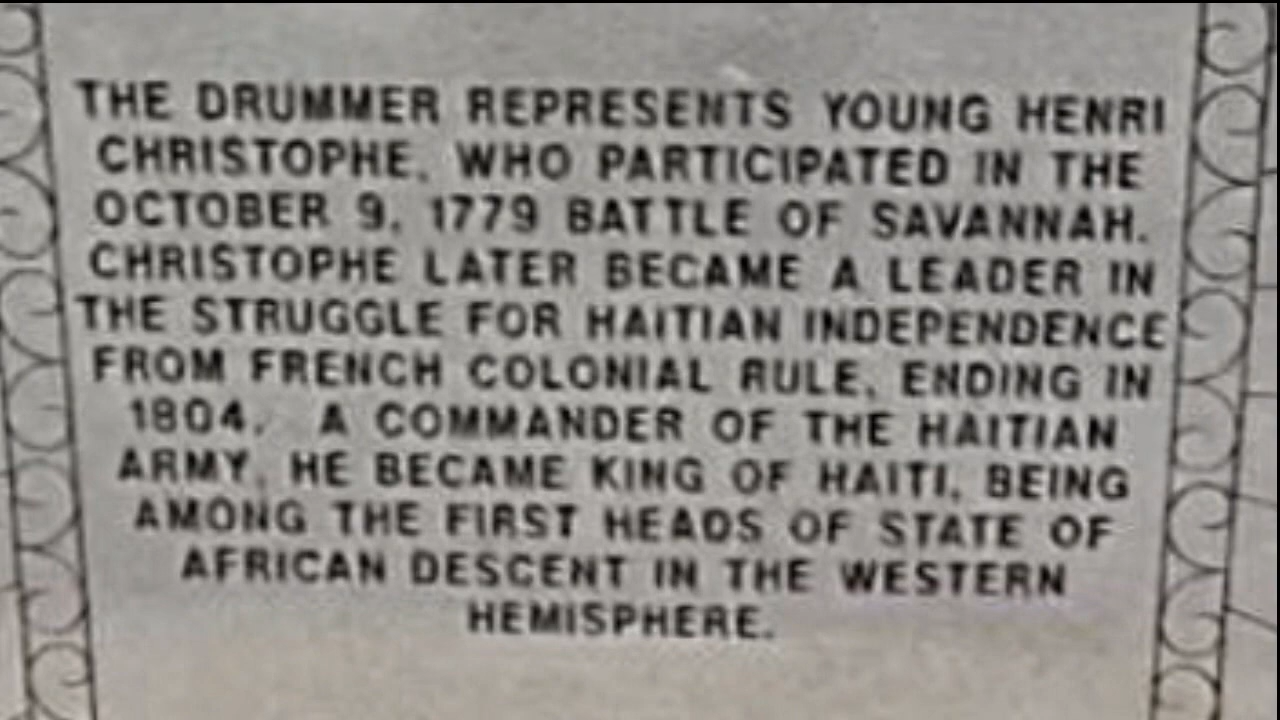 THE DRUMMER REPRESENTS YOUNG HENRI
CHRISTOPHE, WHO PARTICIPATED IN THE
OCTOBER 9, 1779 BATTLE OF SAVANNAH.
CHRISTOPHE LATER BECAME A LEADER IN
THE STRUGGLE FOR HAITIAN INDEPENDENCE
FROM FRENCH COLONIAL RULE, ENDING IN
1804. A COMMANDER OF THE HAITIAN
ARMY, HE BECAME KING OF HAITI, BEING
AMONG THE FIRST HEADS OF STATE OF
AFRICAN DESCENT IN THE WESTERN
HEMISPHERE.